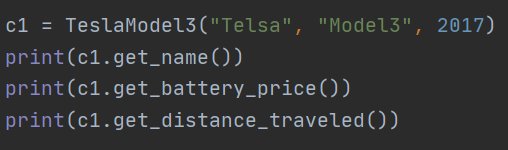 c1 = TeslaModel3("Telsa", "Model3", 2017)
print(c1.get_name())
print(c1.get_battery_price())
print(c1.get_distance_traveled())